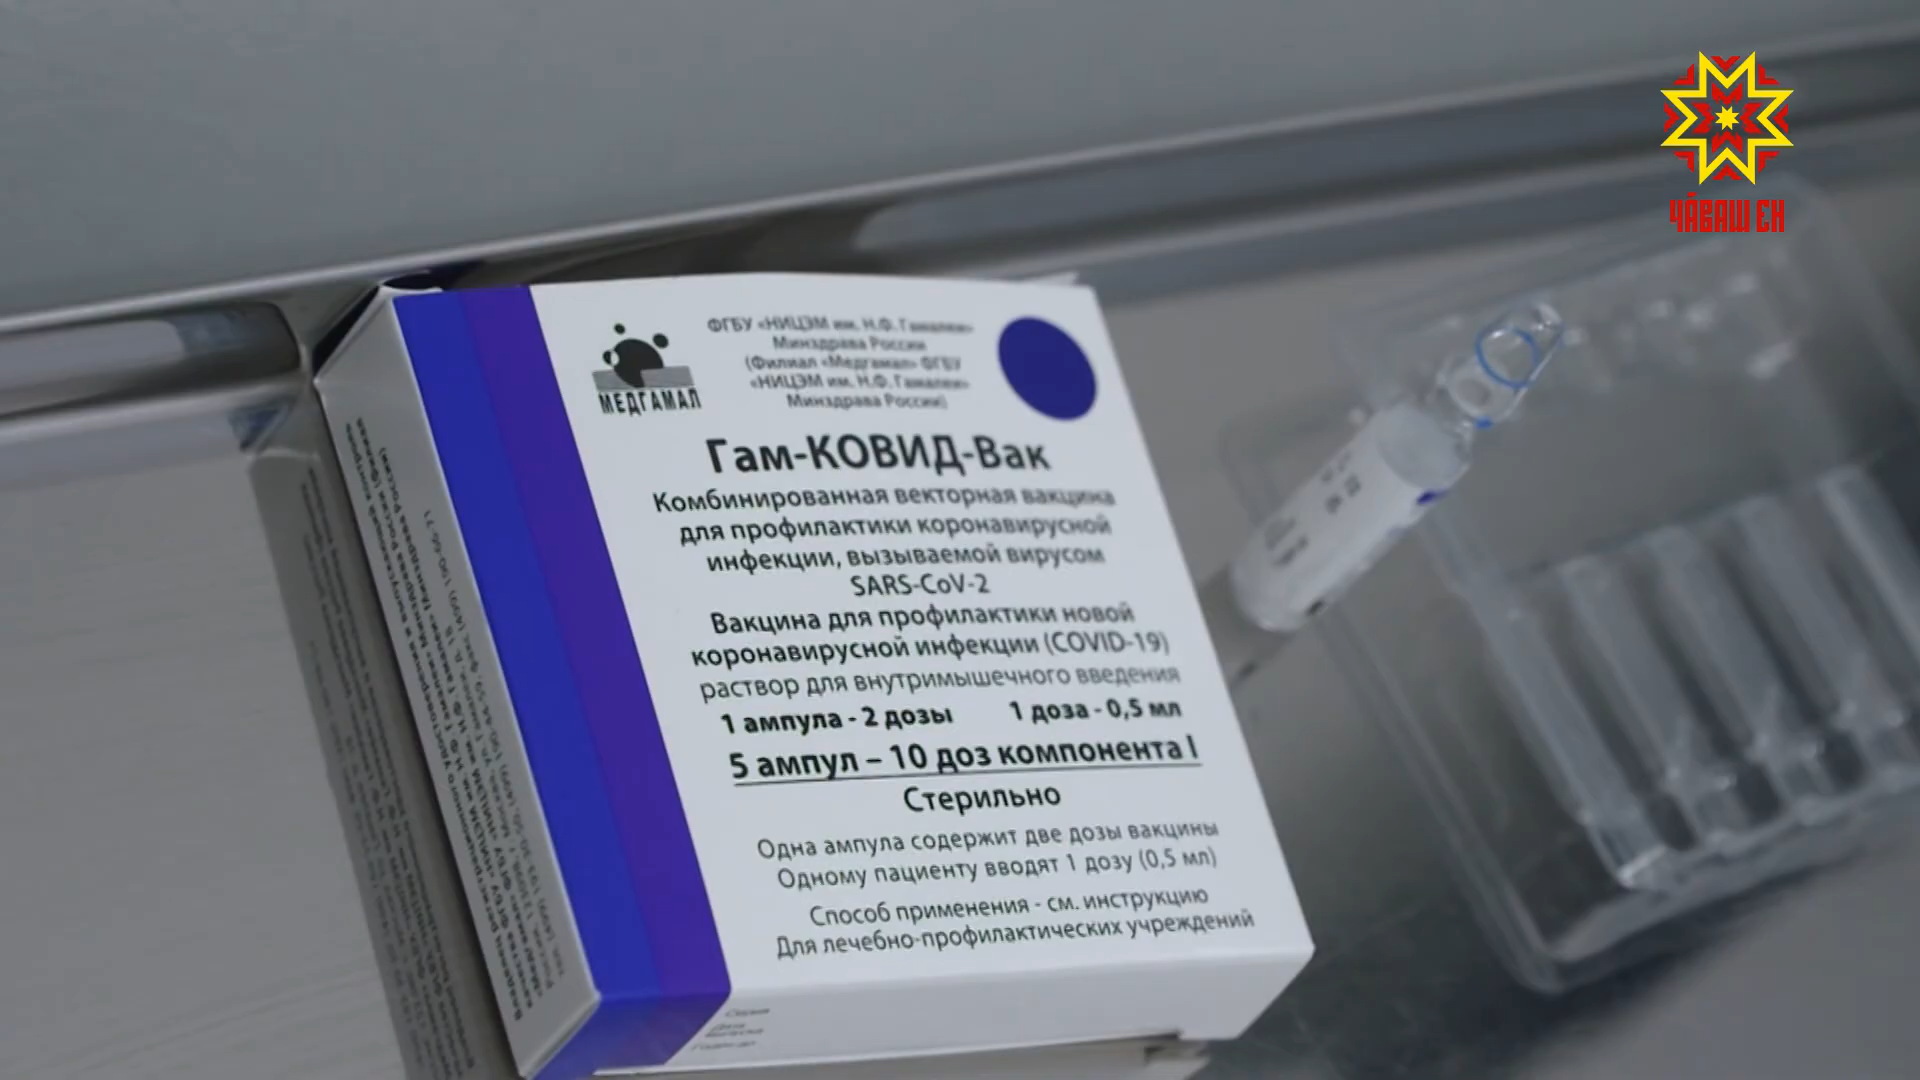 ЧӐВАШ ЕН
МЕДГАМАЛ
ФГБУ «НИЦЭМ им. Н.Ф. Гамалеи»
Минздрава России
(Филиал «Медгамал» ФГБУ
«НИЦЭМ им. Н.Ф. Гамалеи»
Минздрава России)
Гам-КОВИД-Вак
Комбинированная векторная вакцина
для профилактики коронавирусной
инфекции, вызываемой вирусом
SARS-CoV-2
Вакцина для профилактики новой
коронавирусной инфекции (COVID-19)
раствор для внутримышечного введения
1 ампула - 2 дозы 1 доза - 0,5 мл
5 ампул – 10 доз компонента I
Стерильно
Одна ампула содержит две дозы вакцины
Одному пациенту вводят 1 дозу (0,5 мл)
Способ применения - см. инструкцию
Для лечебно-профилактических учреждений